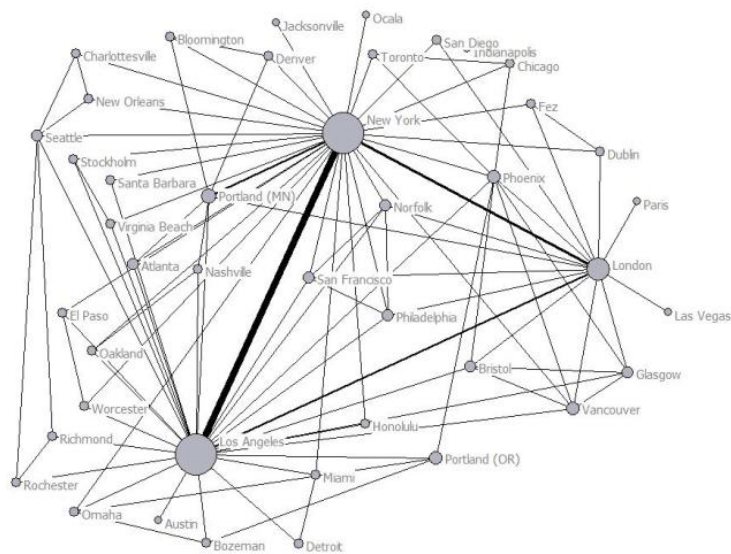 Ocala
Jacksonville
Bloomington
San Diego
Indianapolis
Charlottesville
Denver
Toronto
Chicago
New Orleans
Fez
New York
Seattle
Dublin
Stockholm
Santa Barbara
Phoenix
Portland (MN)
Paris
Norfolk
Virginia Beach
Atlanta
Nashville
London
San Francisco
El Paso
Philadelphia
Las Vegas
Oakland
Bristol
Glasgow
Worcester
Vancouver
Honolulu
Richmond
Los Angeles
Portland (OR)
Miami
Rochester
Omaha
Austin
Bozeman
Detroit